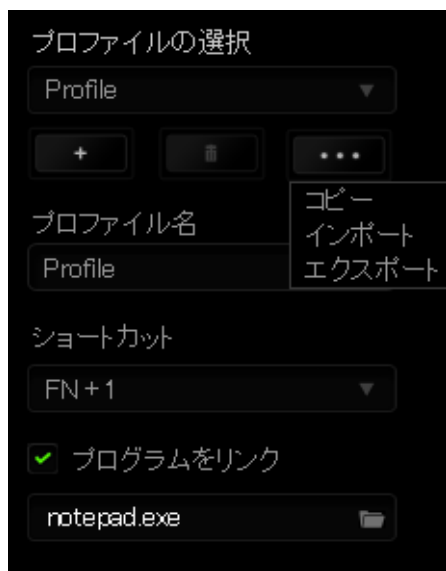 プロファイルの選択
Profile
コピー
インポート
エクスポート
プロファイル名
Profile
ショートカット
FN+1
プログラムをリンク
notepad.exe